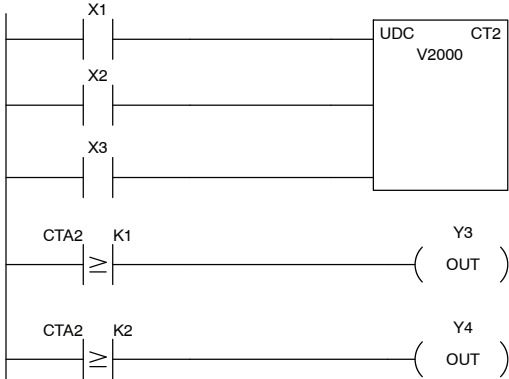 X1
UDC CT2
V2000
X2
X3
CTA2 ≥ K1
Y3
OUT
CTA2 ≥ K2
Y4
OUT